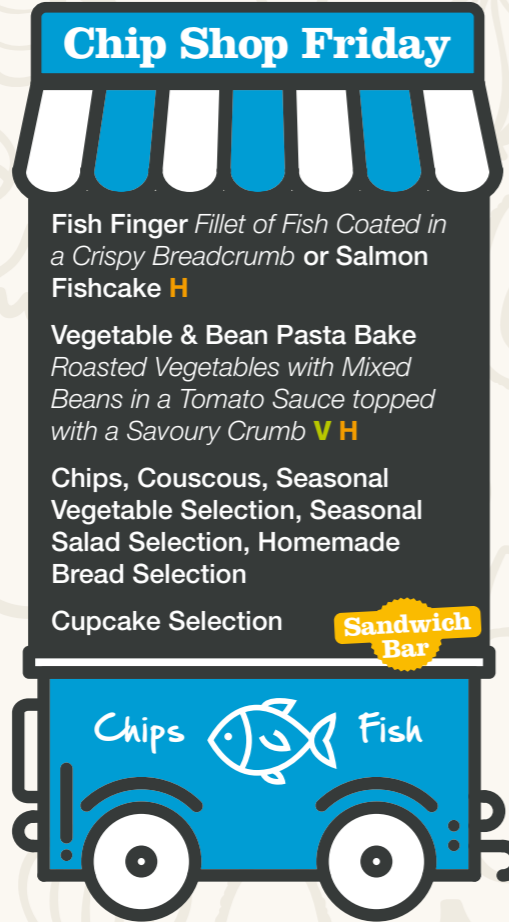 Chip Shop Friday
Fish Finger Fillet of Fish Coated in
a Crispy Breadcrumb or Salmon
Fishcake H
Vegetable & Bean Pasta Bake
Roasted Vegetables with Mixed
Beans in a Tomato Sauce topped
with a Savoury Crumb V H
Chips, Couscous, Seasonal
Vegetable Selection, Seasonal
Salad Selection, Homemade
Bread Selection
Cupcake Selection
Sandwich
Bar
Chips Fish